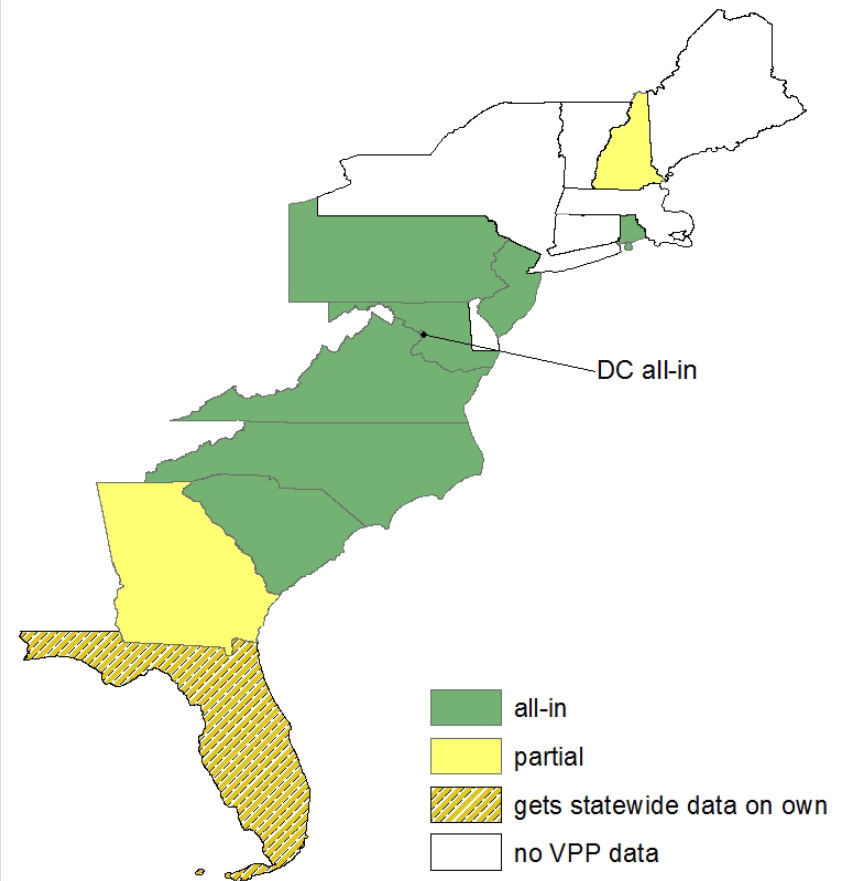 DC all-in
all-in
partial
gets statewide data on own
no VPP data